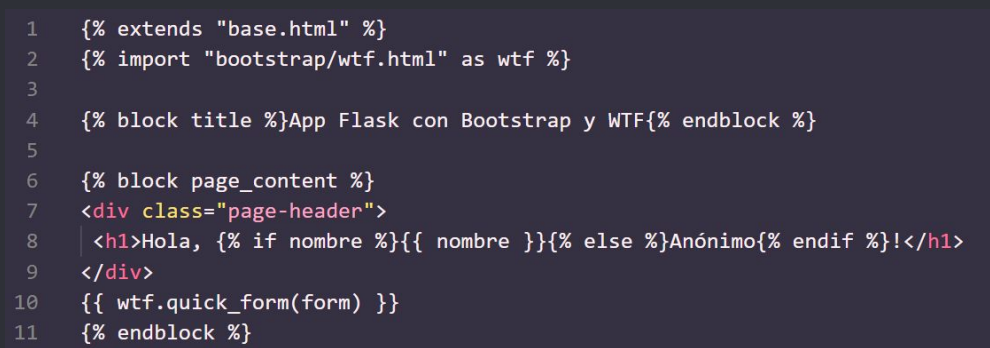 1 {% extends "base.html" %}
2 {% import "bootstrap/wtf.html" as wtf %}
3
4 {% block title %}App Flask con Bootstrap y WTF{% endblock %}
5
6 {% block page_content %}
7 <div class="page-header">
8  <h1>Hola, {% if nombre %}{{ nombre }}{% else %}Anónimo{% endif %}!</h1>
9 </div>
10 {{ wtf.quick_form(form) }}
11 {% endblock %}